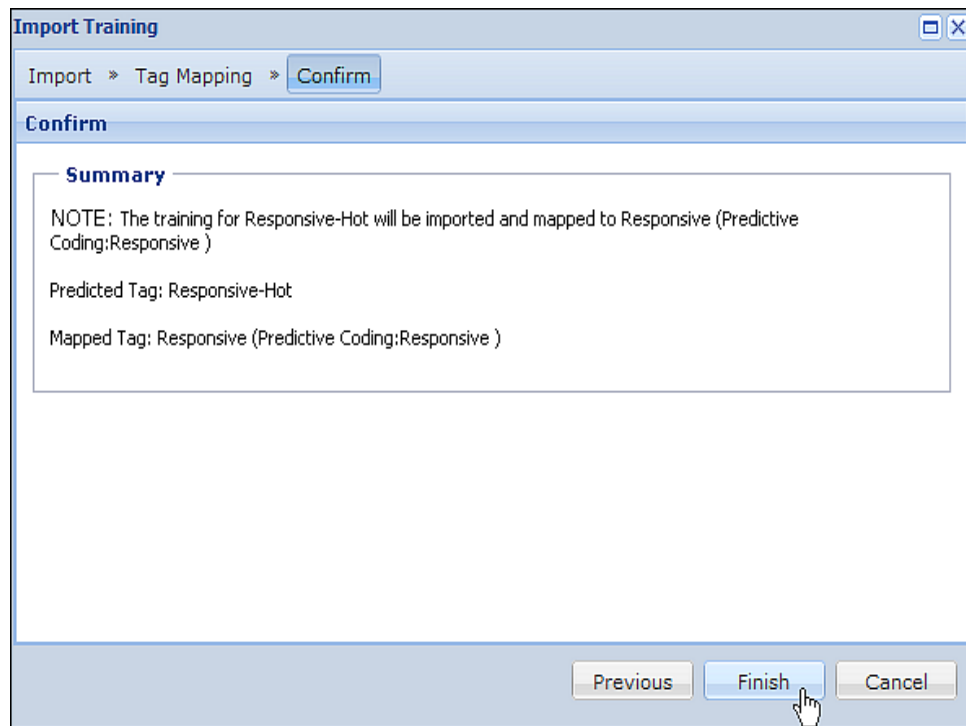 Import Training
Import » Tag Mapping » Confirm
Confirm
Summary
NOTE: The training for Responsive-Hot will be imported and mapped to Responsive (Predictive
Coding:Responsive )
Predicted Tag: Responsive-Hot
Mapped Tag: Responsive (Predictive Coding:Responsive )
Previous Finish Cancel